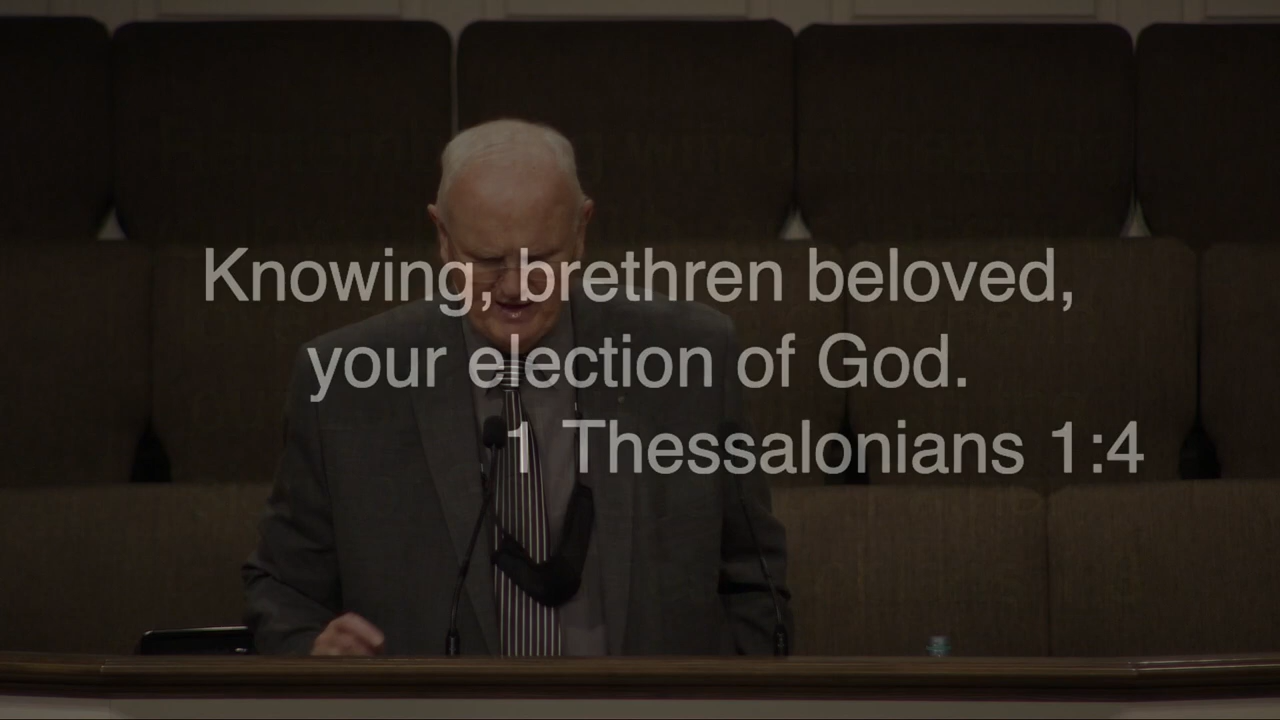 Knowing, brethren beloved,
your election of God.
1 Thessalonians 1:4